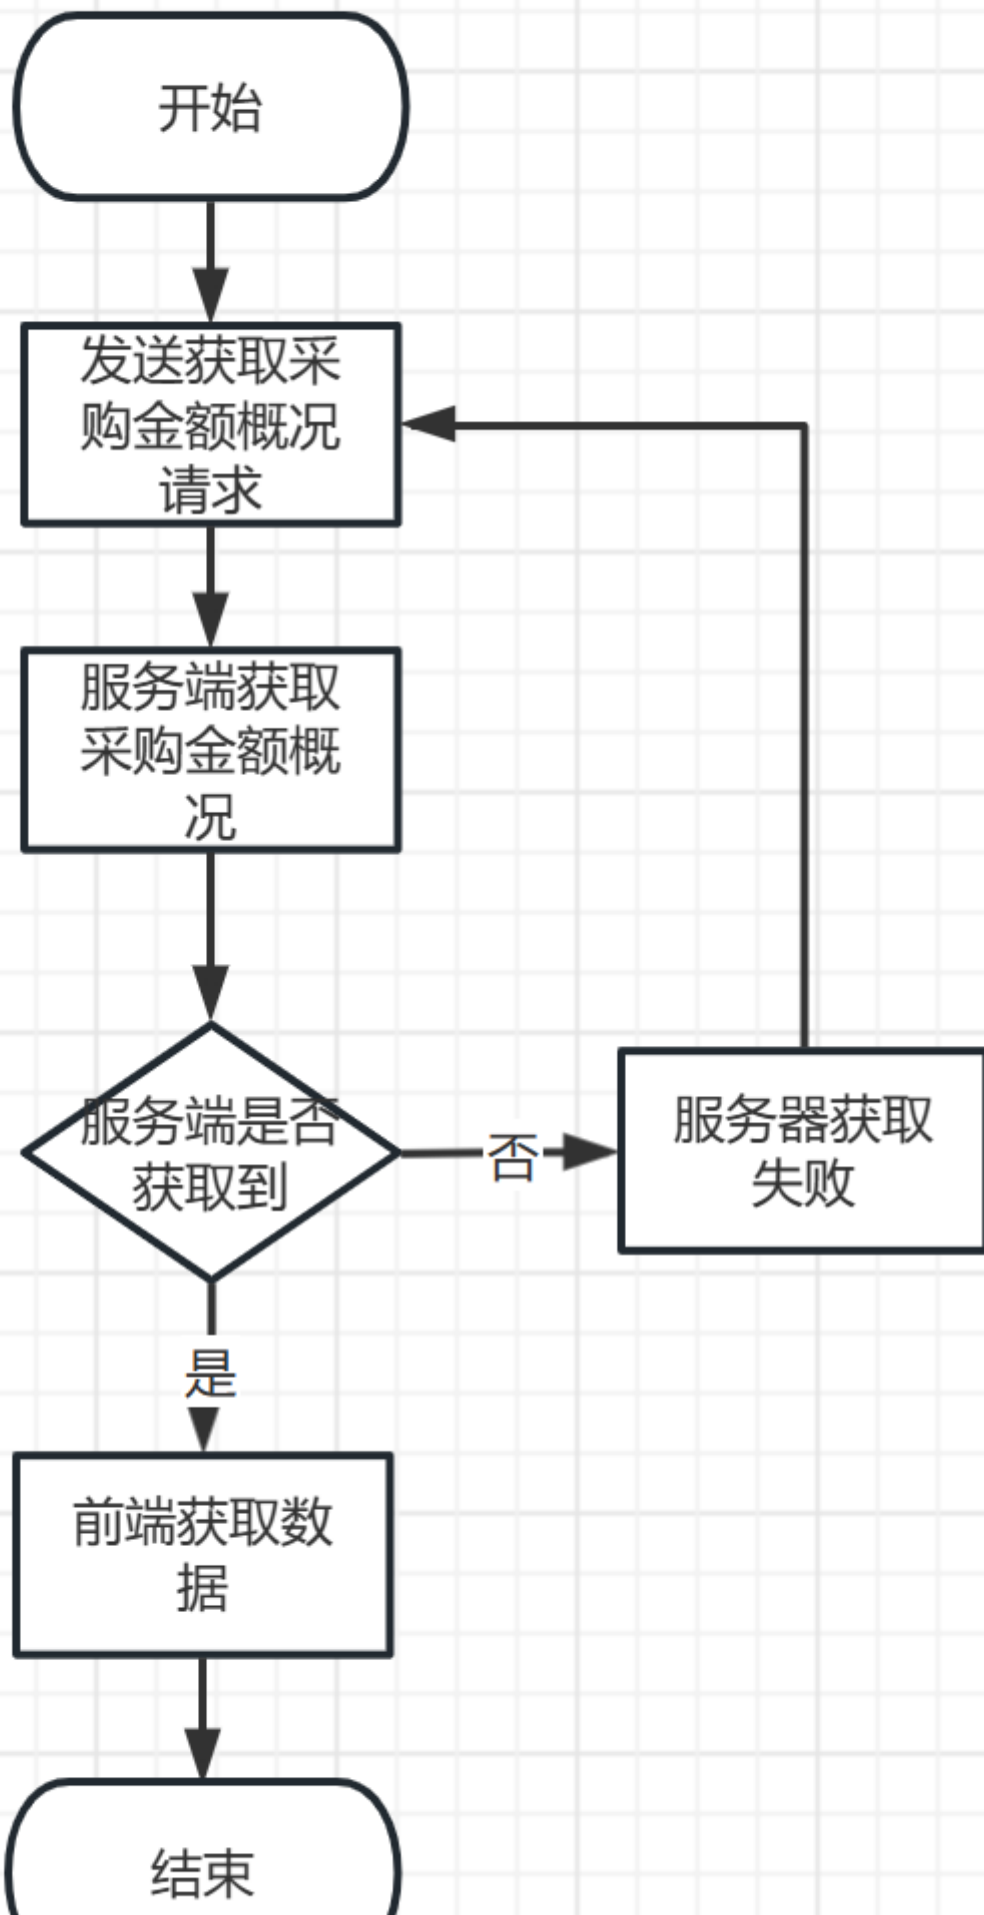 开始
发送获取采
购金额概况
请求
服务端获取
采购金额概
况
服务端是否
获取到
否
服务器获取
失败
是
前端获取数
据
结束